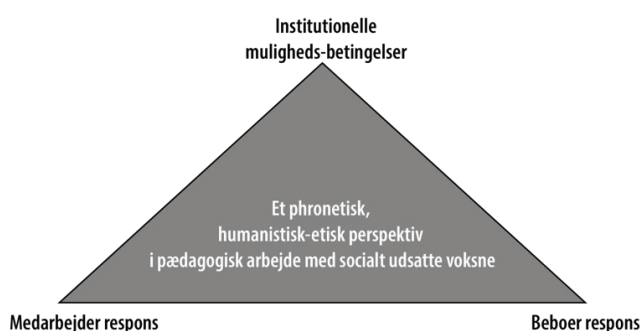 Institutionelle
muligheds-betingelser
Et phronetisk,
humanistisk-etisk perspektiv
i pædagogisk arbejde med socialt udsatte voksne
Medarbejder respons
Beboer respons